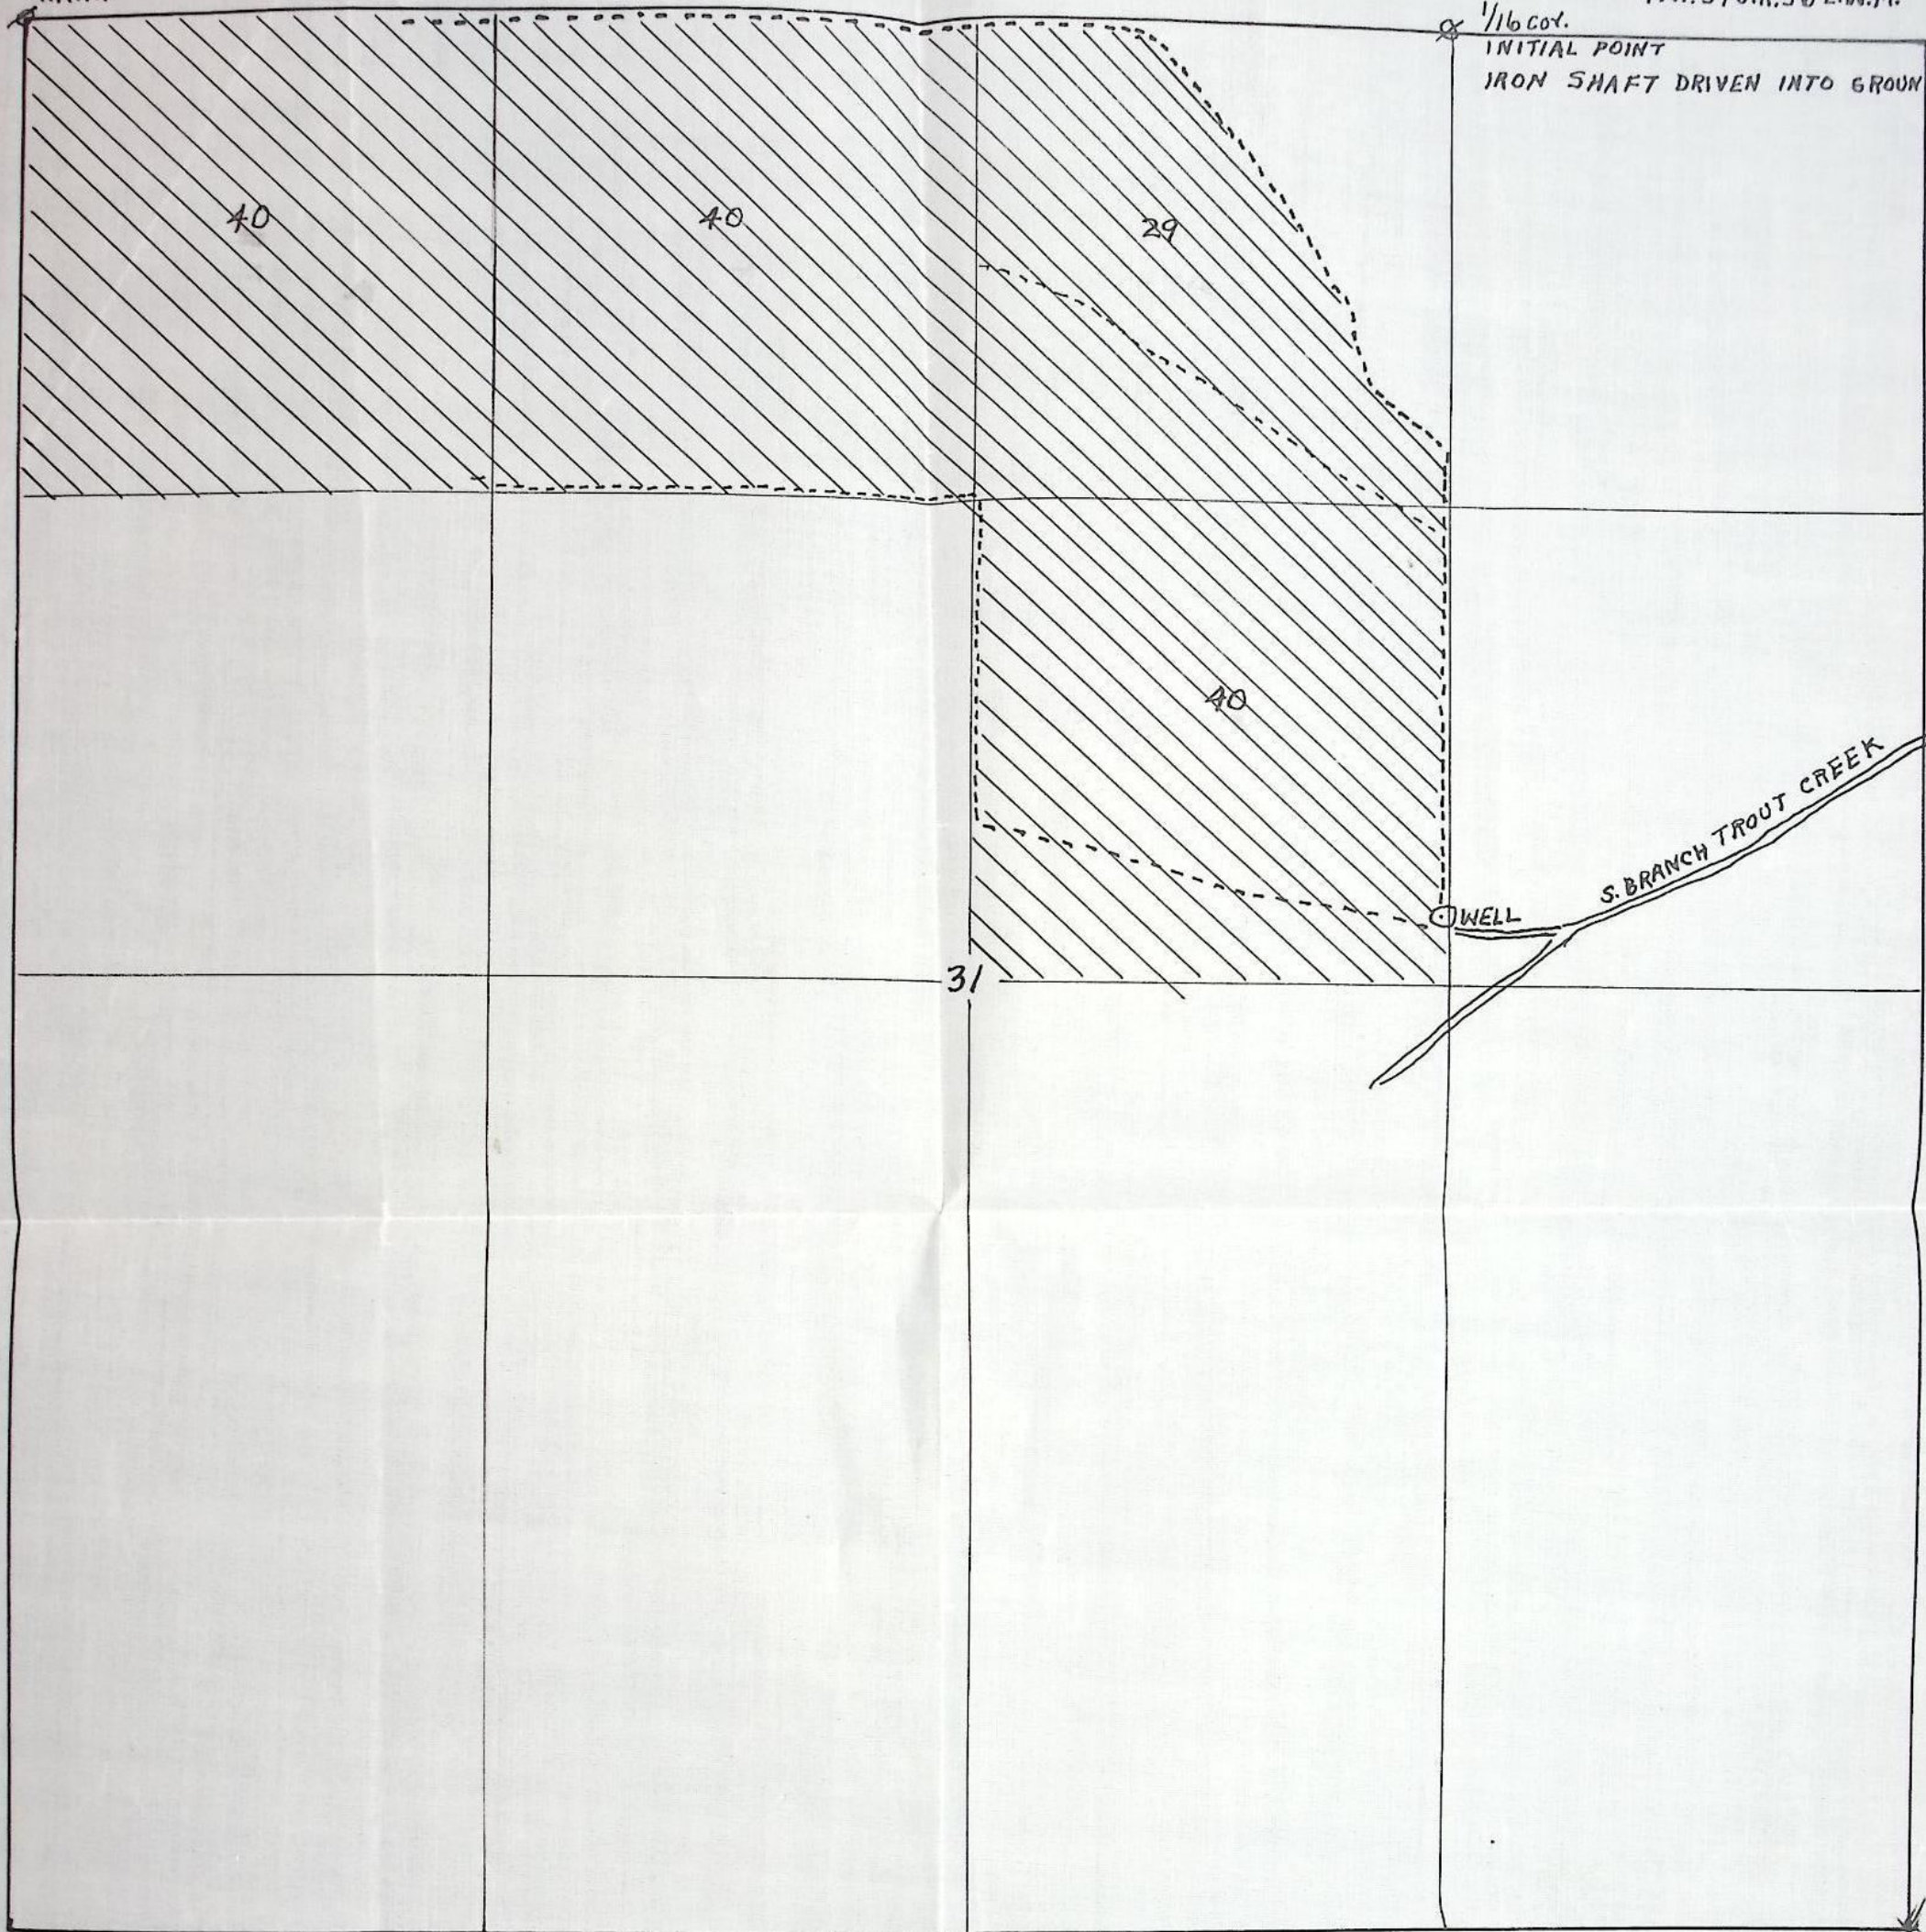 1/16 cor.
INITIAL POINT
IRON SHAFT DRIVEN INTO GROUN
40
40
29
40
S. BRANCH TROUT CREEK
WELL
31